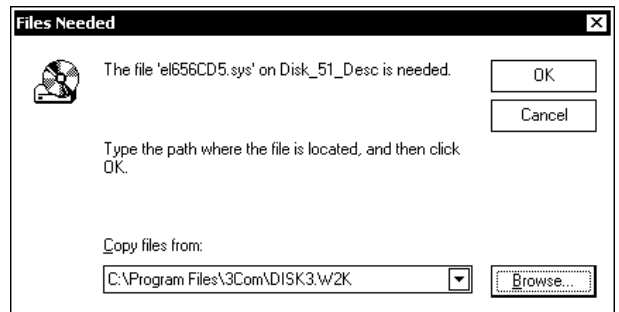 Files Needed
The file 'el656CD5.sys' on Disk_51_Desc is needed.
OK
Cancel
Type the path where the file is located, and then click
OK.
Copy files from:
C:\Program Files\3Com\DISK3.W2K
Browse...